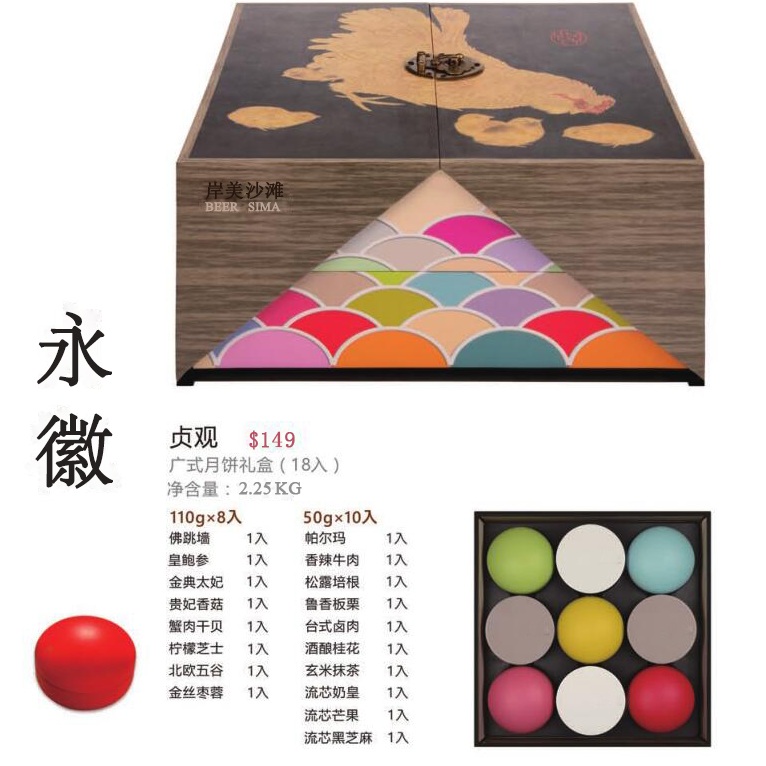 岸美沙滩
BEER SIMA
永徽
贞观 $149
广式月饼礼盒（18入）
净含量：2.25KG
110g×8入 50g×10入
佛跳墙 1入 帕尔玛 1入
皇鲍参 1入 香辣牛肉 1入
金典太妃 1入 松露培根 1入
贵妃香菇 1入 鲁香板栗 1入
蟹肉干贝 1入 台式卤肉 1入
柠檬芝士 1入 酒酿桂花 1入
北欧五谷 1入 玄米抹茶 1入
金丝枣蓉 1入 流芯奶皇 1入
流芯芒果 1入
流芯黑芝麻 1入